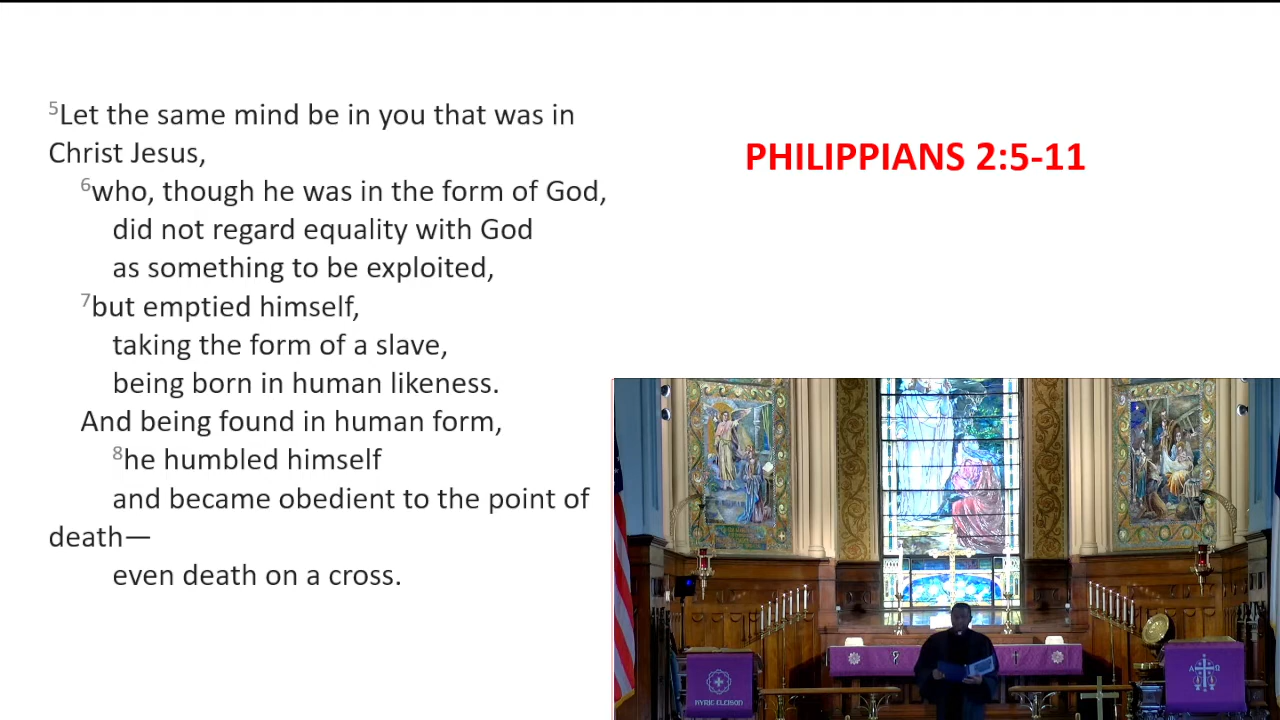 ⁵Let the same mind be in you that was in
Christ Jesus,
⁶who, though he was in the form of God,
did not regard equality with God
as something to be exploited,
⁷but emptied himself,
taking the form of a slave,
being born in human likeness.
And being found in human form,
⁸he humbled himself
and became obedient to the point of
death—
even death on a cross.
PHILIPPIANS 2:5-11
KYRIE ELEISON
Α Ω